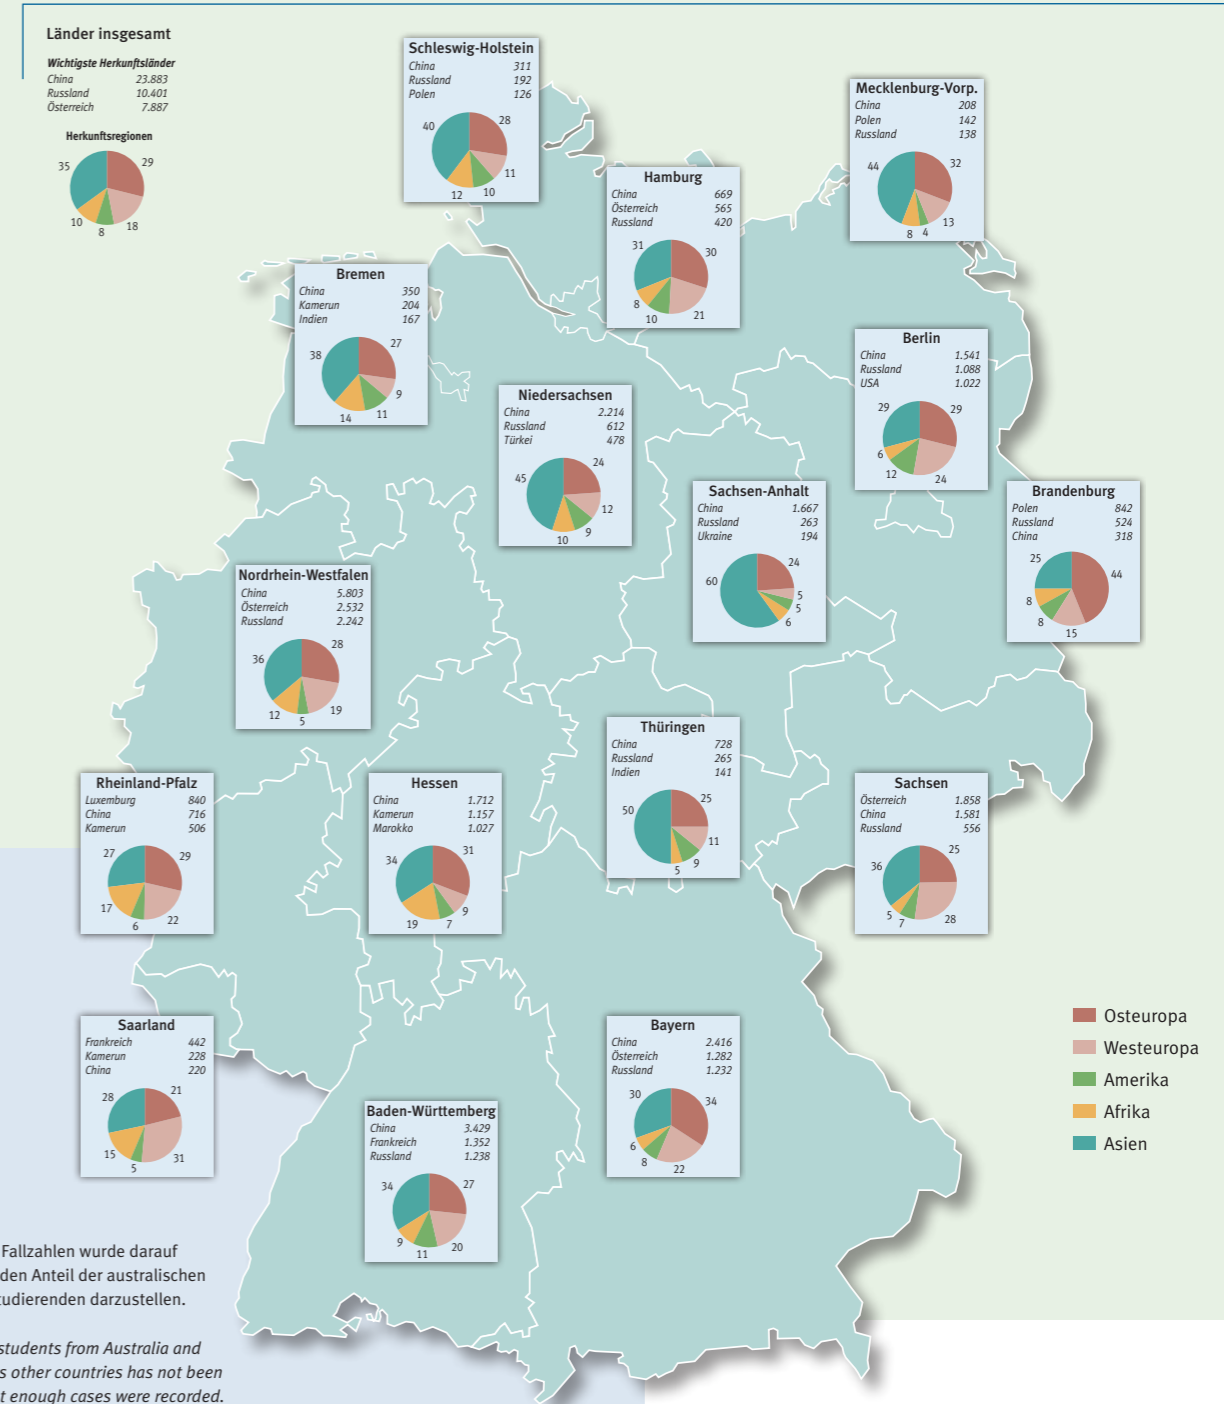 Länder insgesamt
Wichtigste Herkunftsländer
China 23.883
Russland 10.401
Österreich 7.887
Herkunftsregionen
35 29
10 8 18
Schleswig-Holstein
China 311
Russland 192
Polen 126
40 28
11
12 10
Mecklenburg-Vorp.
China 208
Polen 142
Russland 138
44 32
13
8 4
Hamburg
China 669
Österreich 565
Russland 420
31 30
8
10 21
Bremen
China 350
Kamerun 204
Indien 167
38 27
9
14 11
Berlin
China 1.541
Russland 1.088
USA 1.022
29 29
6
12 24
Niedersachsen
China 2.214
Russland 612
Türkei 478
45 24
12
10 9
Sachsen-Anhalt
China 1.667
Russland 263
Ukraine 194
60 24
5
5
6
Brandenburg
Polen 842
Russland 524
China 318
25 44
8
8 15
Nordrhein-Westfalen
China 5.803
Österreich 2.532
Russland 2.242
36 28
12 5 19
Thüringen
China 728
Russland 265
Indien 141
50 25
11
5 9
Rheinland-Pfalz
Luxemburg 840
China 716
Kamerun 506
27 29
17
6 22
Hessen
China 1.712
Kamerun 1.157
Marokko 1.027
34 31
9
19 7
Sachsen
Österreich 1.858
China 1.581
Russland 556
36 25
5 7 28
Saarland
Frankreich 442
Kamerun 228
China 220
28 21
15 5 31
Bayern
China 2.416
Österreich 1.282
Russland 1.232
30 34
6
8 22
Baden-Württemberg
China 3.429
Frankreich 1.352
Russland 1.238
34 27
9 11 20
Osteuropa
Westeuropa
Amerika
Afrika
Asien
Fallzahlen wurde darauf
den Anteil der australischen
tudierenden darzustellen.
students from Australia and
s other countries has not been
t enough cases were recorded.